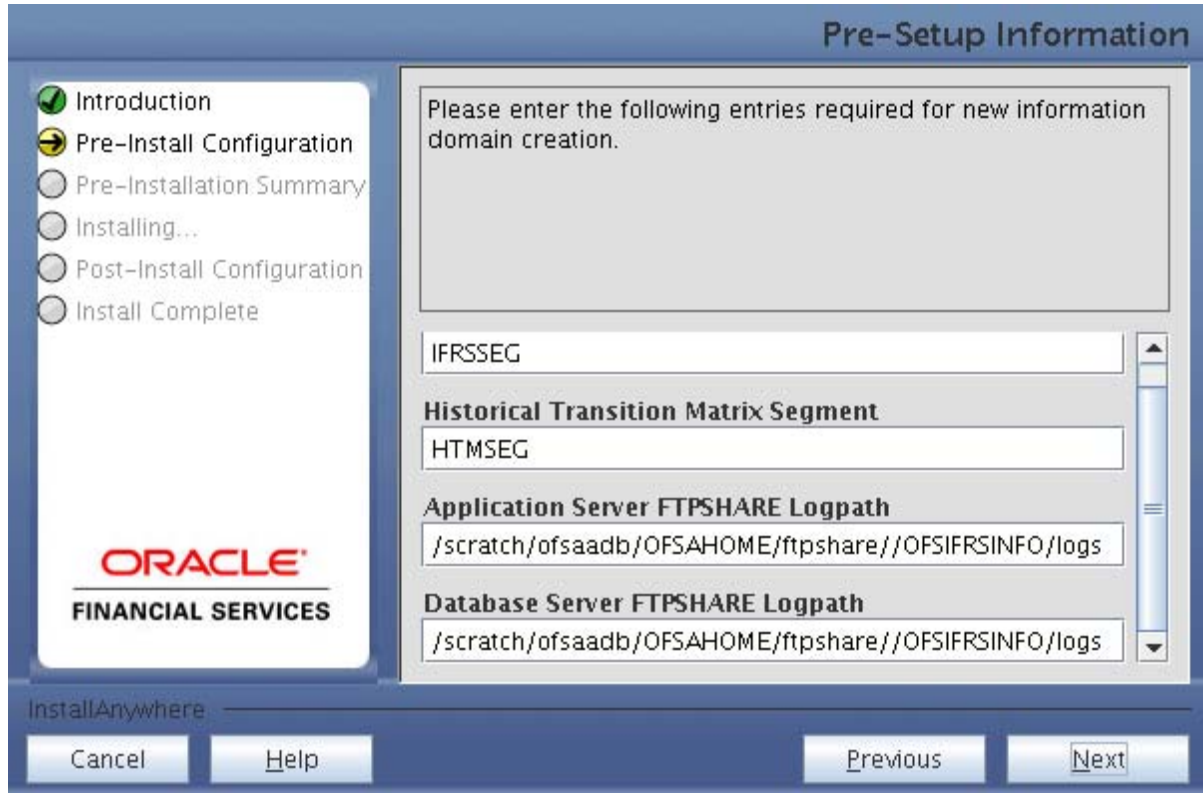 Pre-Setup Information
Introduction
Pre-Install Configuration
Pre-Installation Summary
Installing...
Post-Install Configuration
Install Complete
ORACLE
FINANCIAL SERVICES
Please enter the following entries required for new information
domain creation.
IFRSSEG
Historical Transition Matrix Segment
HTMSEG
Application Server FTPSHARE Logpath
/scratch/ofsaadb/OFSAHOME/ftpshare//OFSIFRSINFO/logs
Database Server FTPSHARE Logpath
/scratch/ofsaadb/OFSAHOME/ftpshare//OFSIFRSINFO/logs
InstallAnywhere
Cancel
Help
Previous
Next